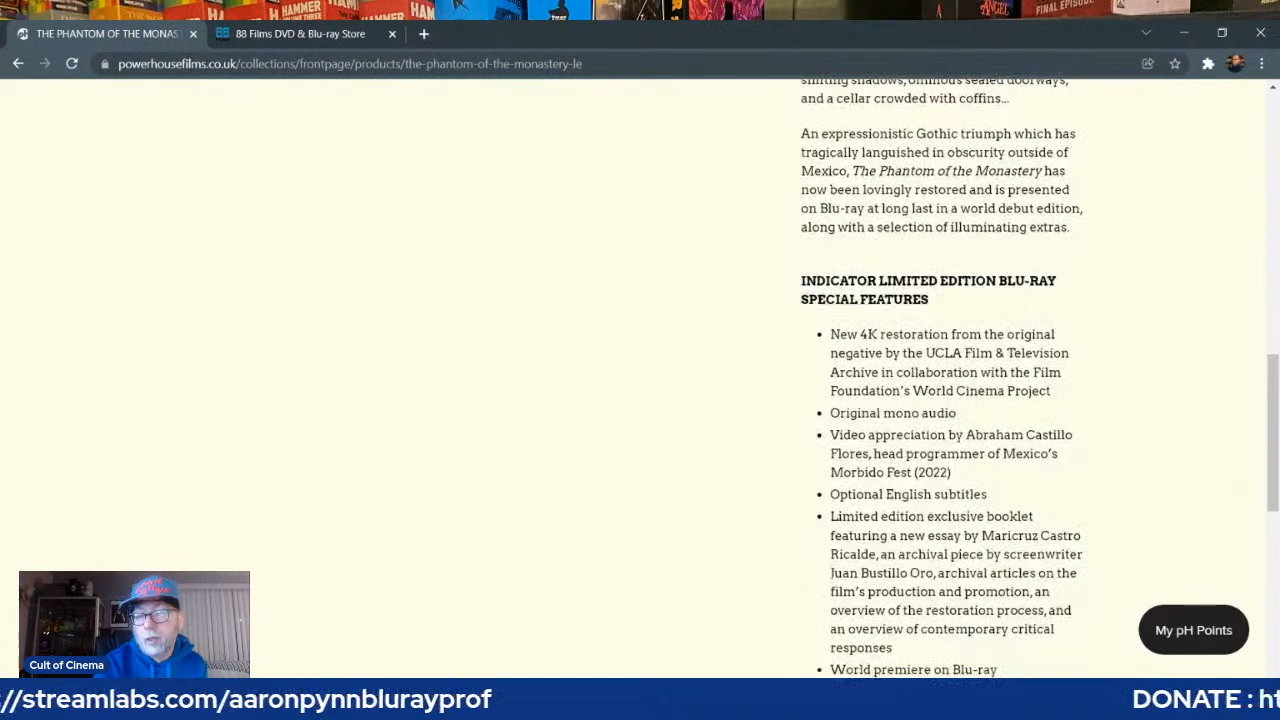 HAMMER
VOLUME THREE
HAMMER
HAMMER
ANGEL
FINAL EPISODE
THE PHANTOM OF THE MONAS
88 Films DVD & Blu-ray Store
powerhousefilms.co.uk/collections/frontpage/products/the-phantom-of-the-monastery-le
shifting shadows, ominous sealed doorways,
and a cellar crowded with coffins...
An expressionistic Gothic triumph which has
tragically languished in obscurity outside of
Mexico, The Phantom of the Monastery has
now been lovingly restored and is presented
on Blu-ray at long last in a world debut edition,
along with a selection of illuminating extras.
INDICATOR LIMITED EDITION BLU-RAY
SPECIAL FEATURES
• New 4K restoration from the original
negative by the UCLA Film & Television
Archive in collaboration with the Film
Foundation's World Cinema Project
• Original mono audio
• Video appreciation by Abraham Castillo
Flores, head programmer of Mexico's
Morbido Fest (2022)
• Optional English subtitles
• Limited edition exclusive booklet
featuring a new essay by Maricruz Castro
Ricalde, an archival piece by screenwriter
Juan Bustillo Oro, archival articles on the
film's production and promotion, an
overview of the restoration process, and
an overview of contemporary critical
responses
• World premiere on Blu-ray
My pH Points
Cult of Cinema
://streamlabs.com/aaronpynnblurayprof
DONATE : ht